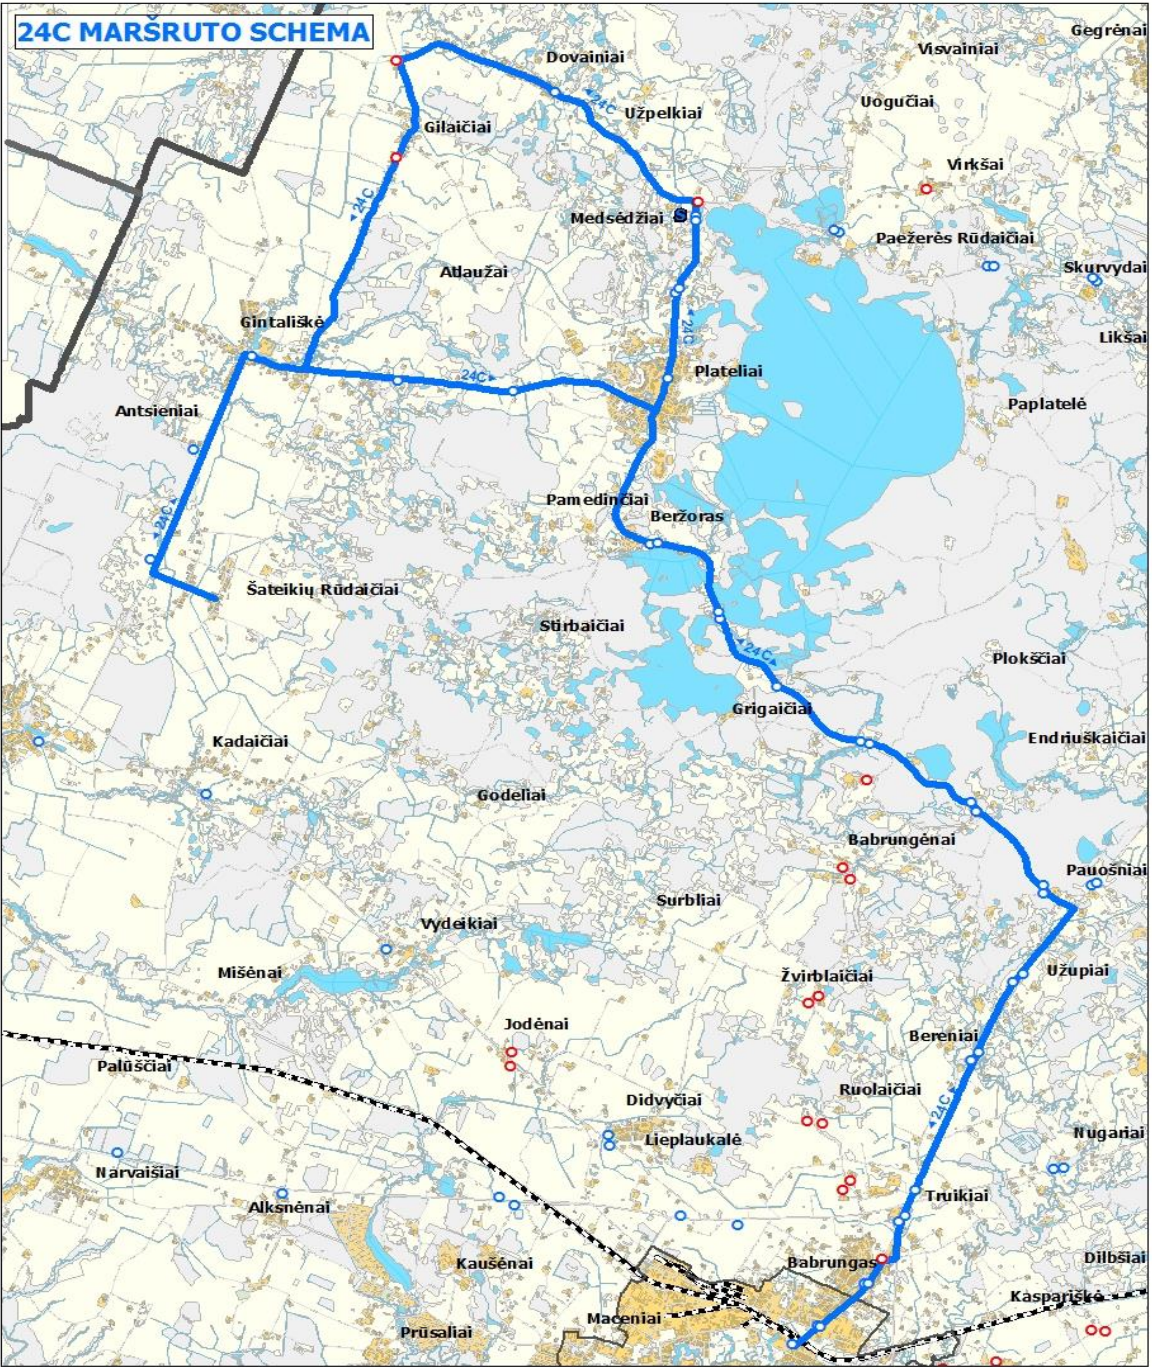 24C MARŠRUTO SCHEMA
Gegrėnai
Visvainiai
Dovainiai
◄24C
Uogučiai
Užpelkiai
Gilaičiai
Virkšai
◄24C
Medsėdžiai
S
Paežerės Rūdaičiai
Skurvydai
Atlaužai
Gintališkė
◄24C
Likšai
Plateliai
24C►
Antsieniai
Paplatelė
Pamedinčiai
Beržoras
◄24C►
Šateikių Rūdaičiai
Stirbaičiai
◄24C►
Plokščiai
Grigaičiai
Kadaičiai
Endriuškaičiai
Godeliai
Babrungėnai
Pauošniai
Surbliai
Vydeikiai
Mišėnai
Žvirblaičiai
Užupiai
Jodėnai
Bereniai
Palūščiai
Ruolaičiai
Didvyčiai
◄24C►
Lieplaukalė
Nugariai
Narvaišiai
Alksnėnai
Truikiai
Kaušėnai
Babrungas
Dilbšiai
Kaspariškė
Maceniai
Prūsaliai